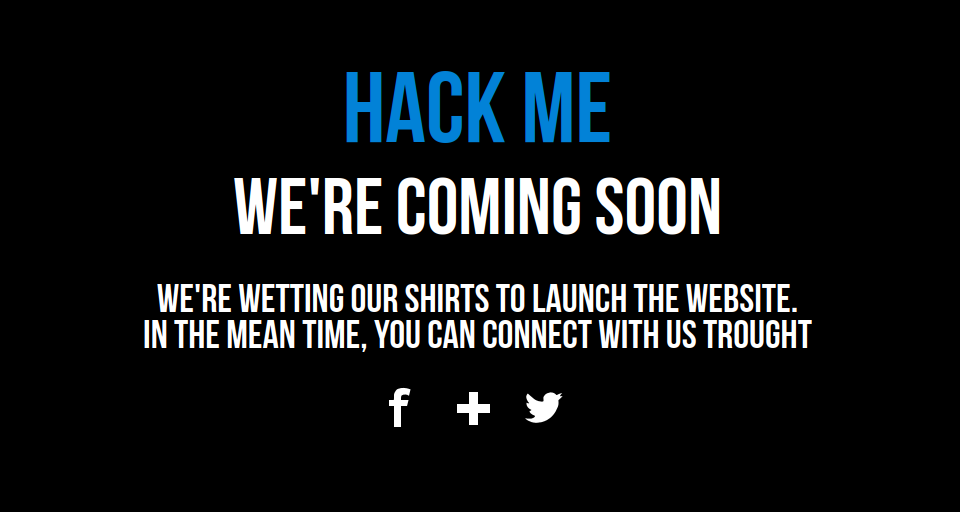 HACK ME
WE'RE COMING SOON
WE'RE WETTING OUR SHIRTS TO LAUNCH THE WEBSITE.
IN THE MEAN TIME, YOU CAN CONNECT WITH US TROUGHT